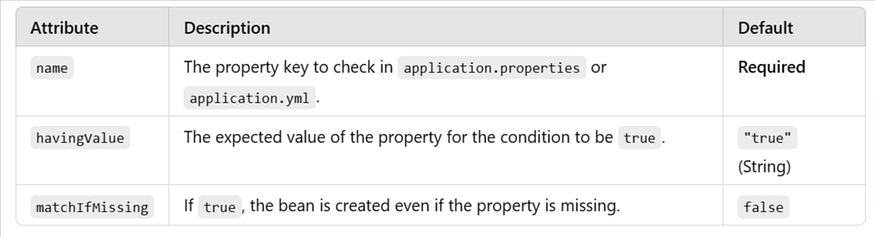 Attribute Description Default
name The property key to check in application.properties or Required
application.yml.
havingValue The expected value of the property for the condition to be true. "true"
(String)
matchIfMissing If true, the bean is created even if the property is missing. false